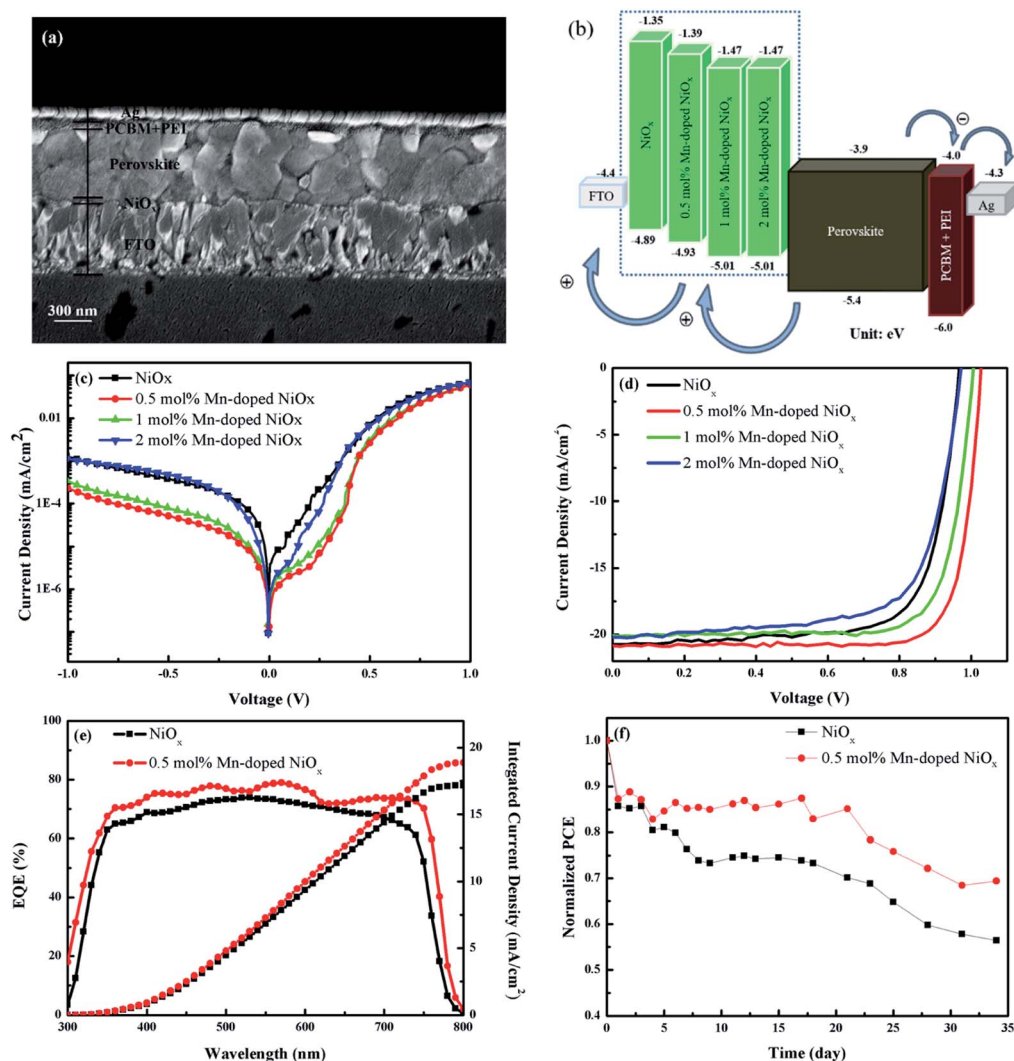 (a)
Ag
PCBM+PEI
Perovskite
NiOx
FTO
300 nm
(b)
-1.35
-1.39
-1.47
-1.47
NiOx
0.5 mol% Mn-doped NiOx
1 mol% Mn-doped NiOx
2 mol% Mn-doped NiOx
-4.4
FTO
-4.89
-4.93
-5.01
-5.01
-3.9
Perovskite
-5.4
-4.0
PCBM + PEI
-6.0
-4.3
Ag
Unit: eV
(c)
NiOx
0.5 mol% Mn-doped NiOx
1 mol% Mn-doped NiOx
2 mol% Mn-doped NiOx
0.01
1E-4
1E-6
Current Density (mA/cm2)
-1.0 -0.5 0.0 0.5 1.0
Voltage (V)
(d)
NiOx
0.5 mol% Mn-doped NiOx
1 mol% Mn-doped NiOx
2 mol% Mn-doped NiOx
0
-5
-10
-15
-20
Current Density (mA/cm2)
0.0 0.2 0.4 0.6 0.8 1.0
Voltage (V)
(e)
NiOx
0.5 mol% Mn-doped NiOx
100
80
60
40
20
0
EQE (%)
20
15
10
5
0
Integated Current Density (mA/cm2)
300 400 500 600 700 800
Wavelength (nm)
(f)
NiOx
0.5 mol% Mn-doped NiOx
1.0
0.9
0.8
0.7
0.6
0.5
0.4
Normalized PCE
0 5 10 15 20 25 30 35
Time (day)